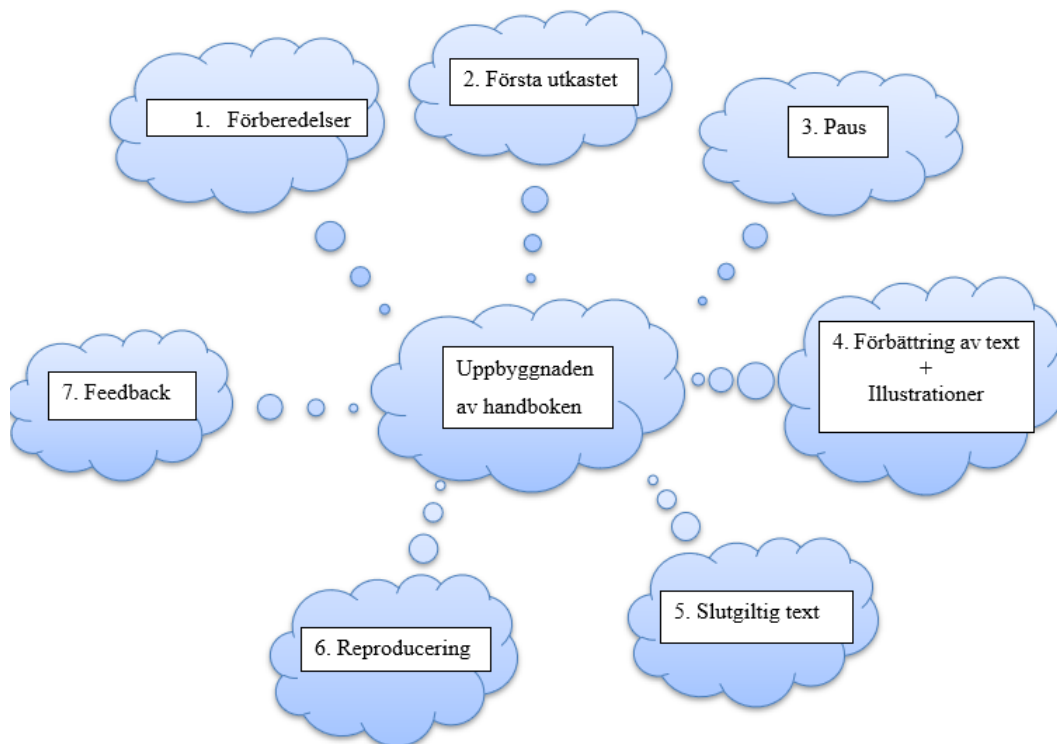 1. Förberedelser
2. Första utkastet
3. Paus
4. Förbättring av text
+
Illustrationer
5. Slutgiltig text
6. Reproducering
7. Feedback
Uppbyggnaden
av handboken